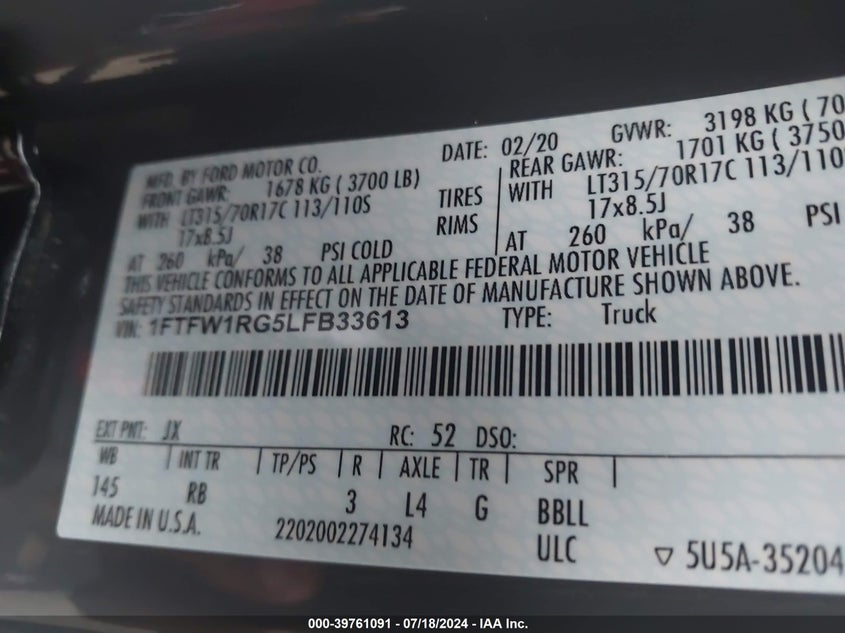 MFD. BY FORD MOTOR CO. DATE: 02/20 GVWR: 3198 KG ( 70
FRONT GAWR: 1678 KG ( 3700 LB) REAR GAWR: 1701 KG ( 3750
WITH LT315/70R17C 113/110S TIRES WITH LT315/70R17C 113/110S
17x8.5J RIMS 17x8.5J
AT 260 kPa/ 38 PSI COLD AT 260 kPa/ 38 PSI
THIS VEHICLE CONFORMS TO ALL APPLICABLE FEDERAL MOTOR VEHICLE
SAFETY STANDARDS IN EFFECT ON THE DATE OF MANUFACTURE SHOWN ABOVE.
VIN: 1FTFW1RG5LFB33613 TYPE: Truck
EXT PNT: JX RC: 52 DSO:
WB | INT TR | TP/PS | R | AXLE | TR | SPR |
145 RB 3 L4 G BBLL
MADE IN U.S.A. 2202002274134 ULC ▽ 5U5A-35204
000-39761091 - 07/18/2024 - IAA Inc.